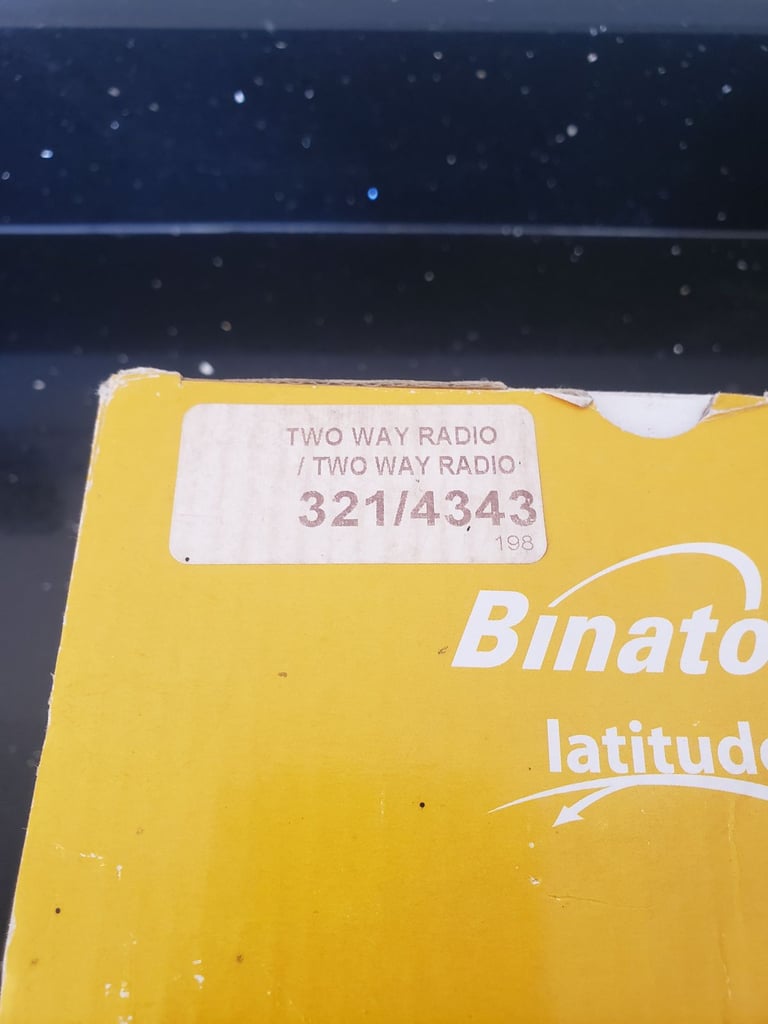 TWO WAY RADIO
/ TWO WAY RADIO
321/4343
198
Binato
latitude